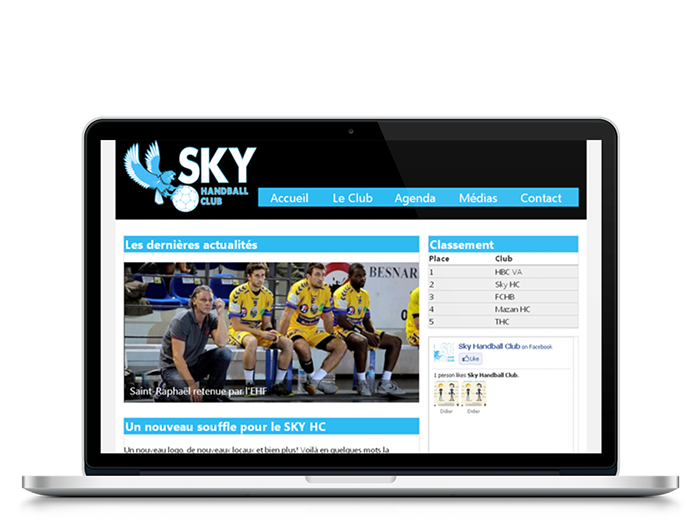 SKY
HANDBALL
CLUB
Accueil Le Club Agenda Médias Contact
Les dernières actualités
BESNAR
Saint-Raphaël retenue par l'EHF
Un nouveau souffle pour le SKY HC
Un nouveau logo, de nouveaux locaux et bien plus! Voilà en quelques mots la
Classement
Place Club
1 HBC VA
2 Sky HC
3 FCHB
4 Mazan HC
5 THC
Sky Handball Club on Facebook
Like
1 person likes Sky Handball Club.
Didier Didier